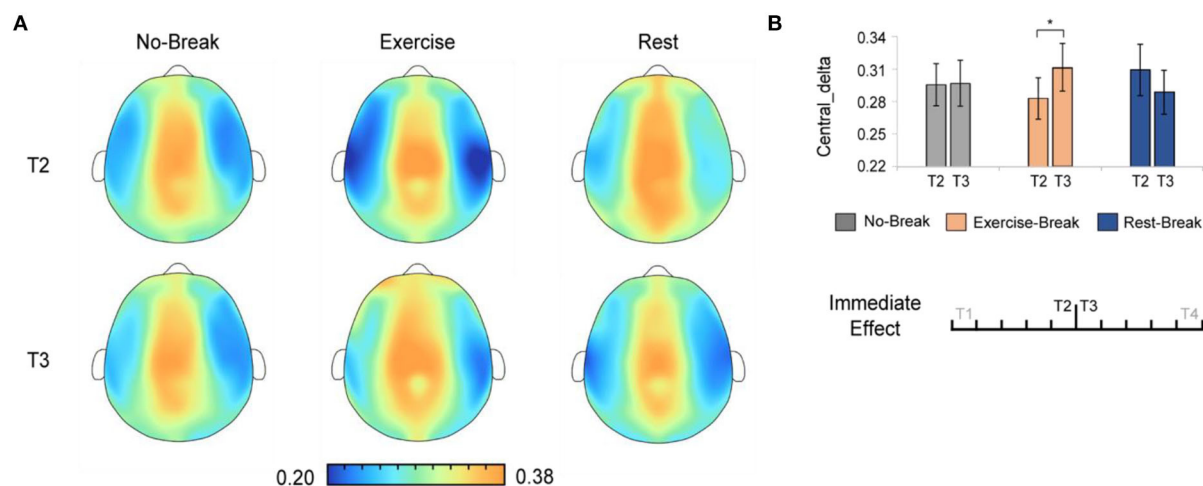 A
No-Break
Exercise
Rest
T2
T3
0.20
0.38
B
*
Central_delta
0.34
0.31
0.28
0.25
0.22
T2 T3
T2 T3
T2 T3
No-Break
Exercise-Break
Rest-Break
Immediate
Effect
T1
T2 T3
T4